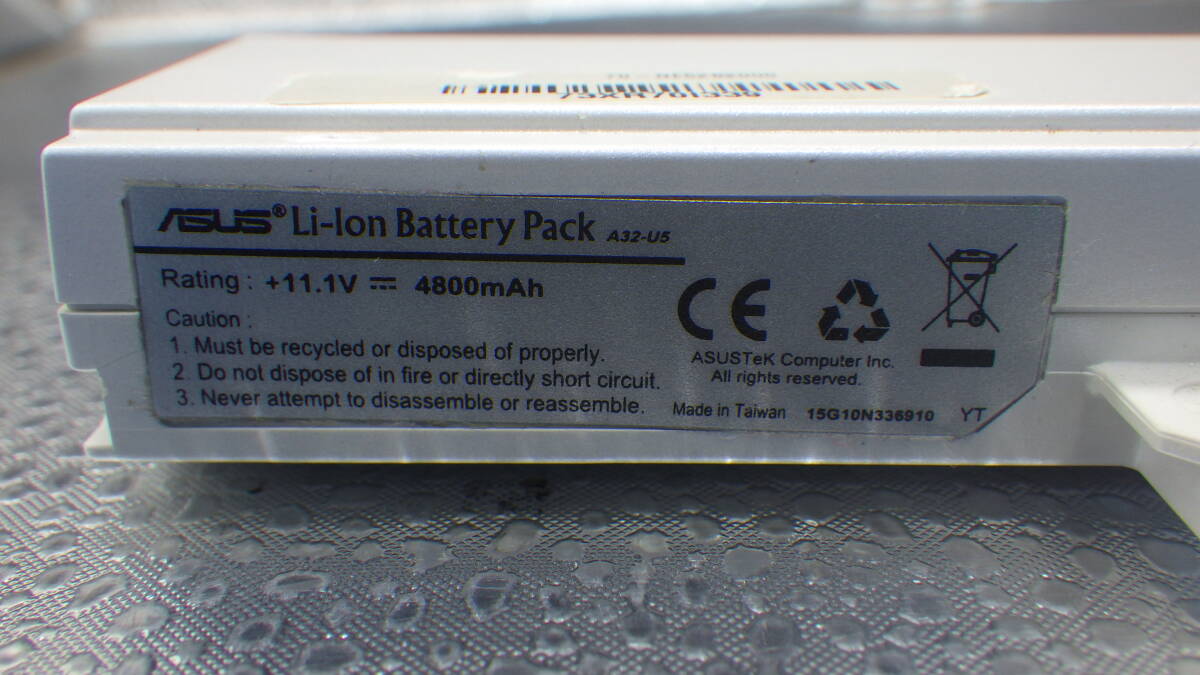 ASUS® Li-Ion Battery Pack A32-U5
Rating : +11.1V ⎓ 4800mAh
Caution :
1. Must be recycled or disposed of properly.
2. Do not dispose of in fire or directly short circuit.
3. Never attempt to disassemble or reassemble.
CE
ASUSTeK Computer Inc.
All rights reserved.
Made in Taiwan 15G10N336910 YT